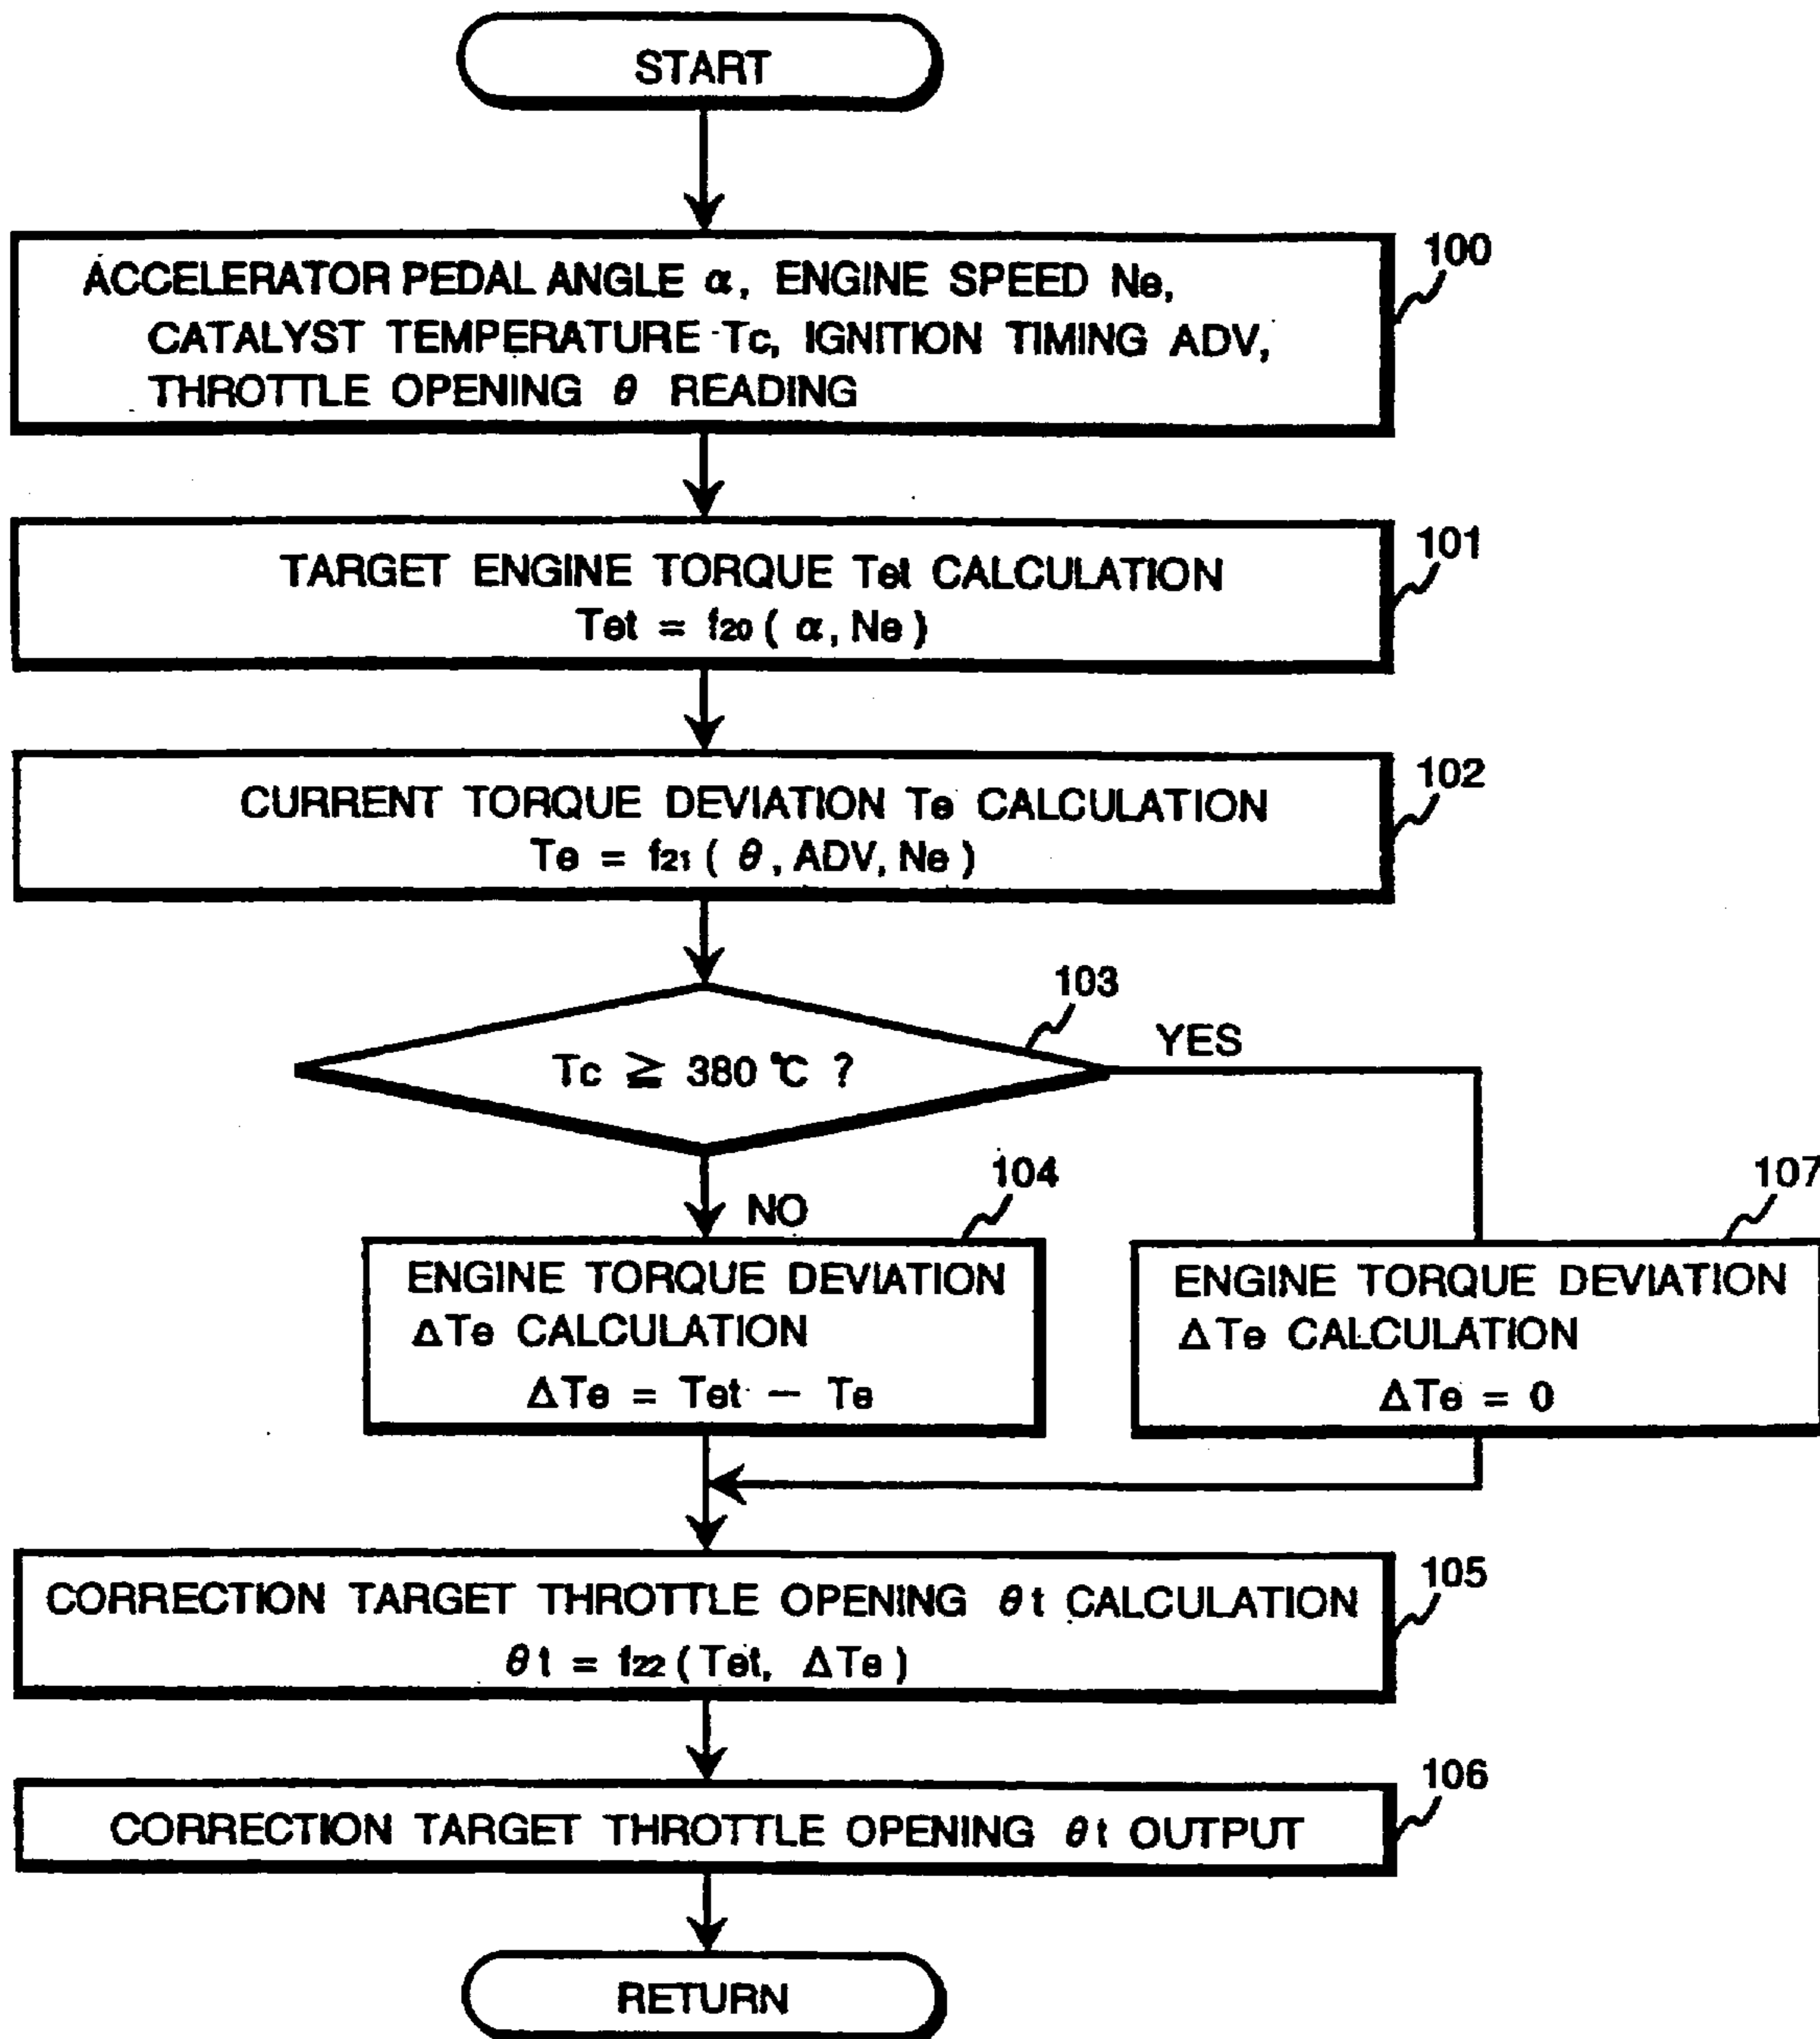 START
100
ACCELERATOR PEDAL ANGLE α, ENGINE SPEED Ne,
CATALYST TEMPERATURE Tc, IGNITION TIMING ADV,
THROTTLE OPENING θ READING
101
TARGET ENGINE TORQUE Tet CALCULATION
Tet = f20 ( α, Ne )
102
CURRENT TORQUE DEVIATION Te CALCULATION
Te = f21 ( θ, ADV, Ne )
103
Tc ≧ 380 ℃ ?
YES
NO
104
ENGINE TORQUE DEVIATION
ΔTe CALCULATION
ΔTe = Tet − Te
107
ENGINE TORQUE DEVIATION
ΔTe CALCULATION
ΔTe = 0
105
CORRECTION TARGET THROTTLE OPENING θt CALCULATION
θt = f22 ( Tet, ΔTe )
106
CORRECTION TARGET THROTTLE OPENING θt OUTPUT
RETURN